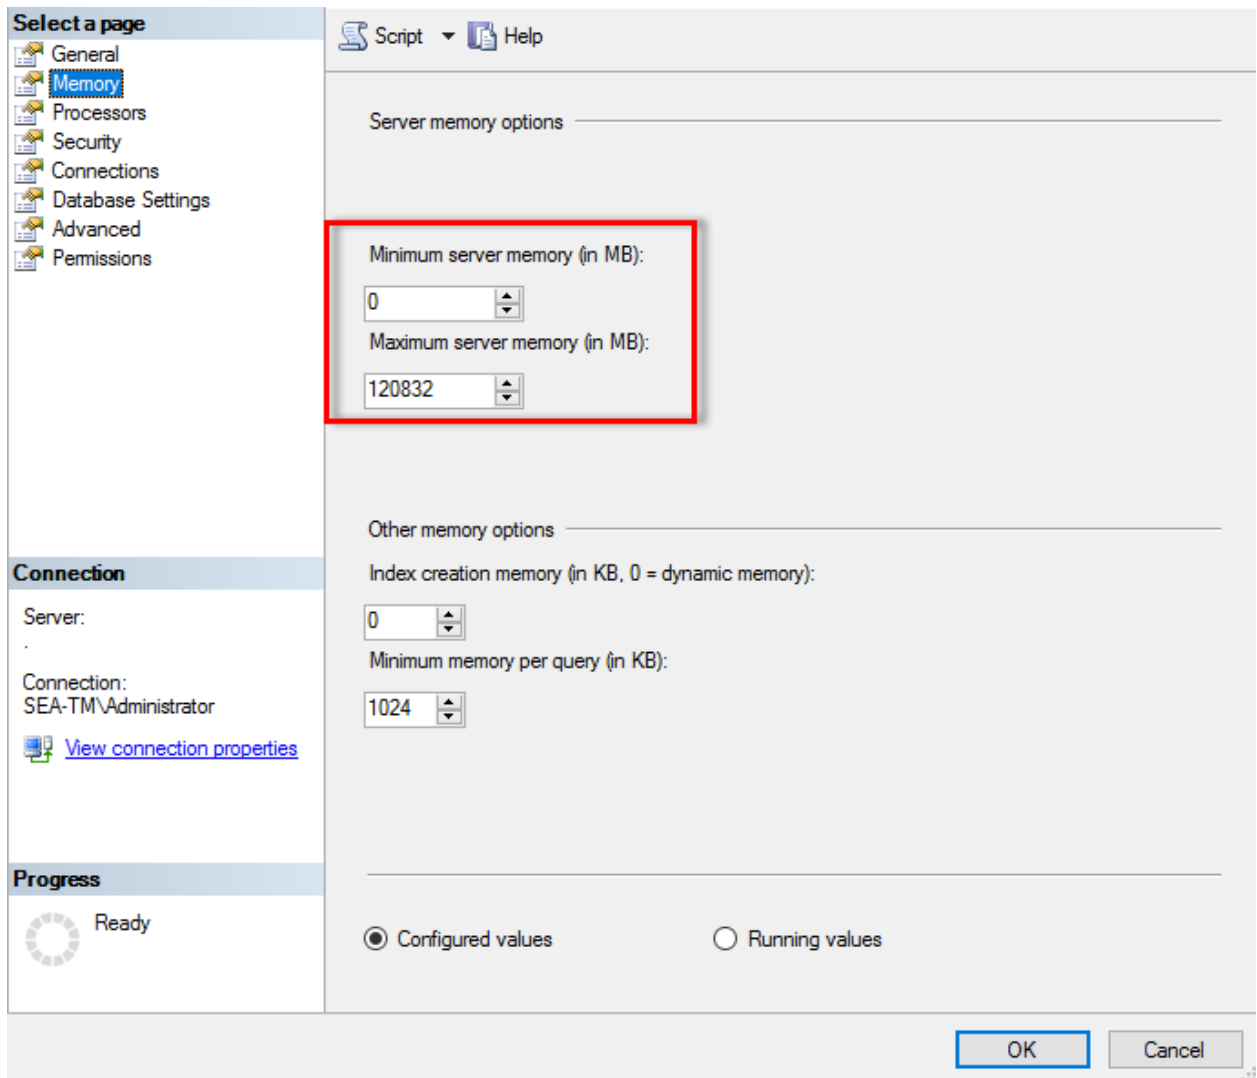 Select a page
General
Memory
Processors
Security
Connections
Database Settings
Advanced
Permissions
Connection
Server:
.
Connection:
SEA-TM\Administrator
View connection properties
Progress
Ready
Script
Help
Server memory options
Minimum server memory (in MB):
0
Maximum server memory (in MB):
120832
Other memory options
Index creation memory (in KB, 0 = dynamic memory):
0
Minimum memory per query (in KB):
1024
Configured values
Running values
OK
Cancel